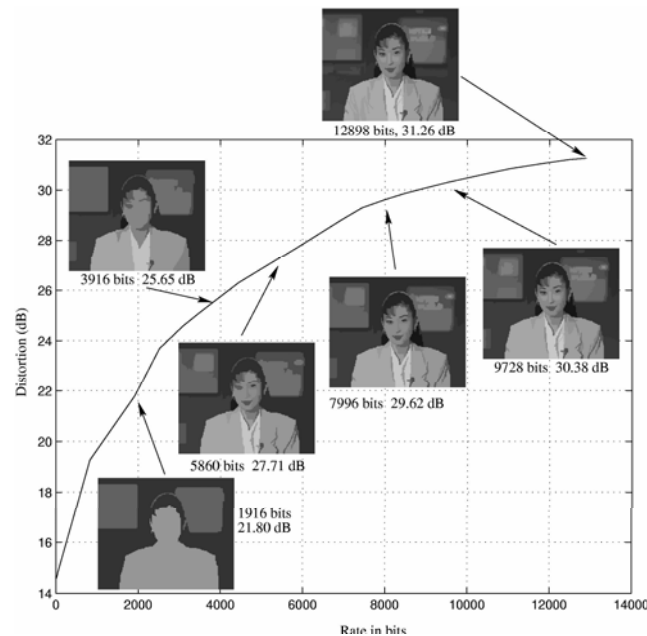 12898 bits, 31.26 dB
32
30
28
26
24
22
20
18
16
14
Distortion (dB)
3916 bits 25.65 dB
9728 bits 30.38 dB
7996 bits 29.62 dB
5860 bits 27.71 dB
1916 bits
21.80 dB
0
2000
4000
6000
8000
10000
12000
14000
Rate in bits